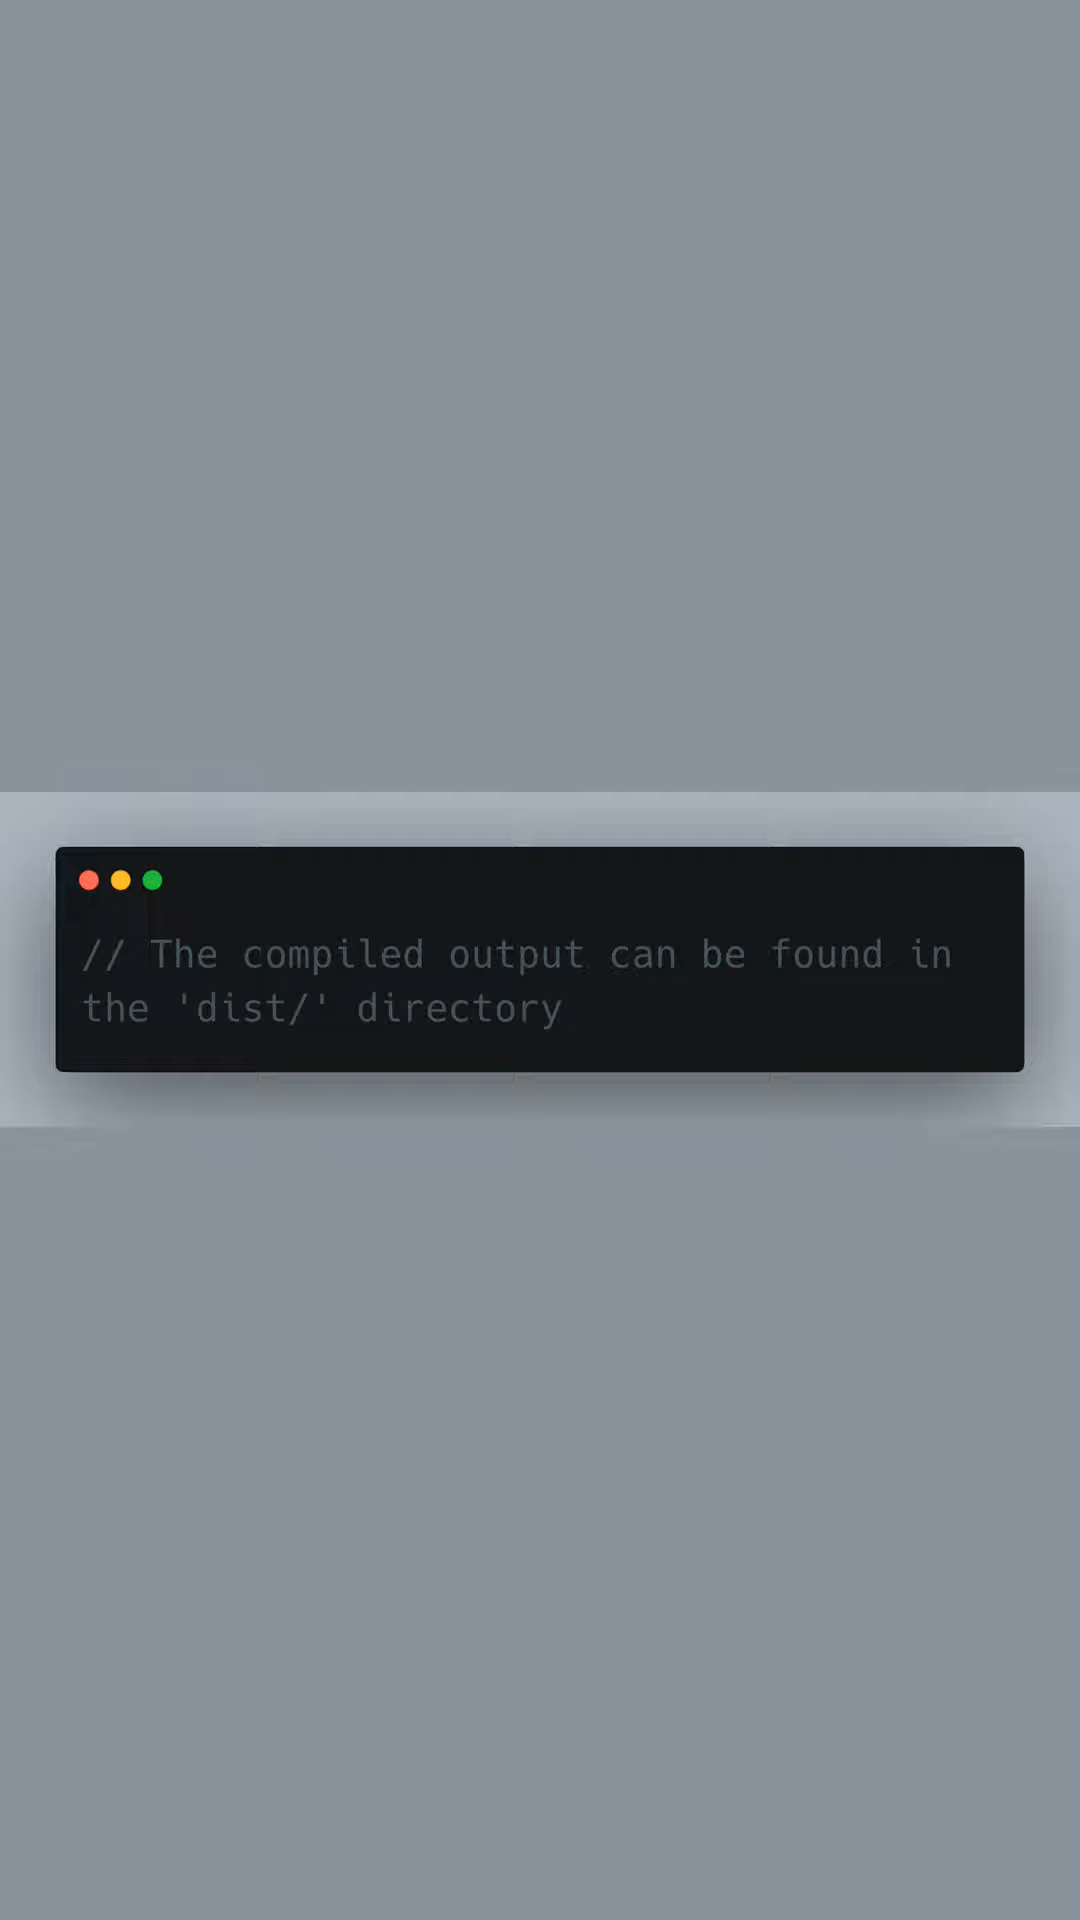 // The compiled output can be found in
the 'dist/' directory